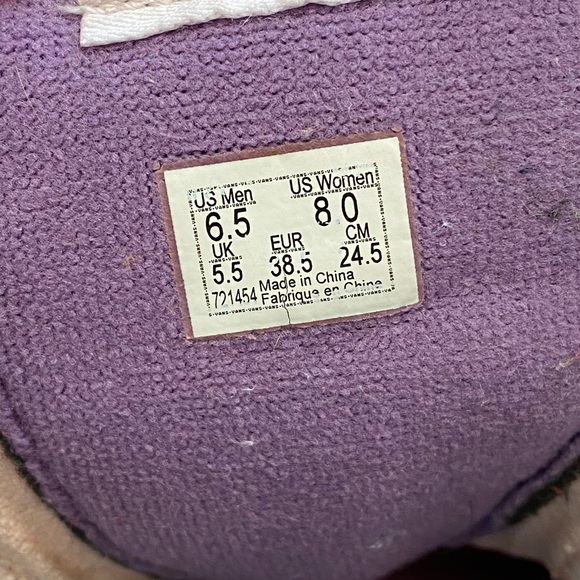 US Men US Women
6.5 8.0
UK EUR CM
5.5 38.5 24.5
721454 Made in China
Fabrique en Chine